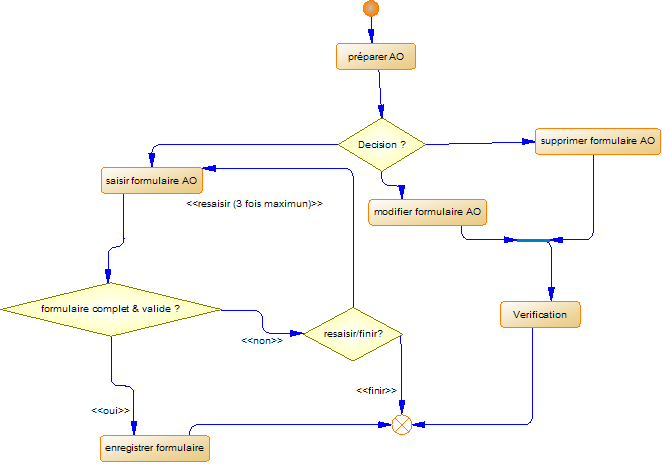 préparer AO
Decision ?
supprimer formulaire AO
saisir formulaire AO
<<resaisir (3 fois maximun)>>
modifier formulaire AO
formulaire complet & valide ?
Verification
resaisir/finir?
<<non>>
<<finir>>
<<oui>>
enregistrer formulaire